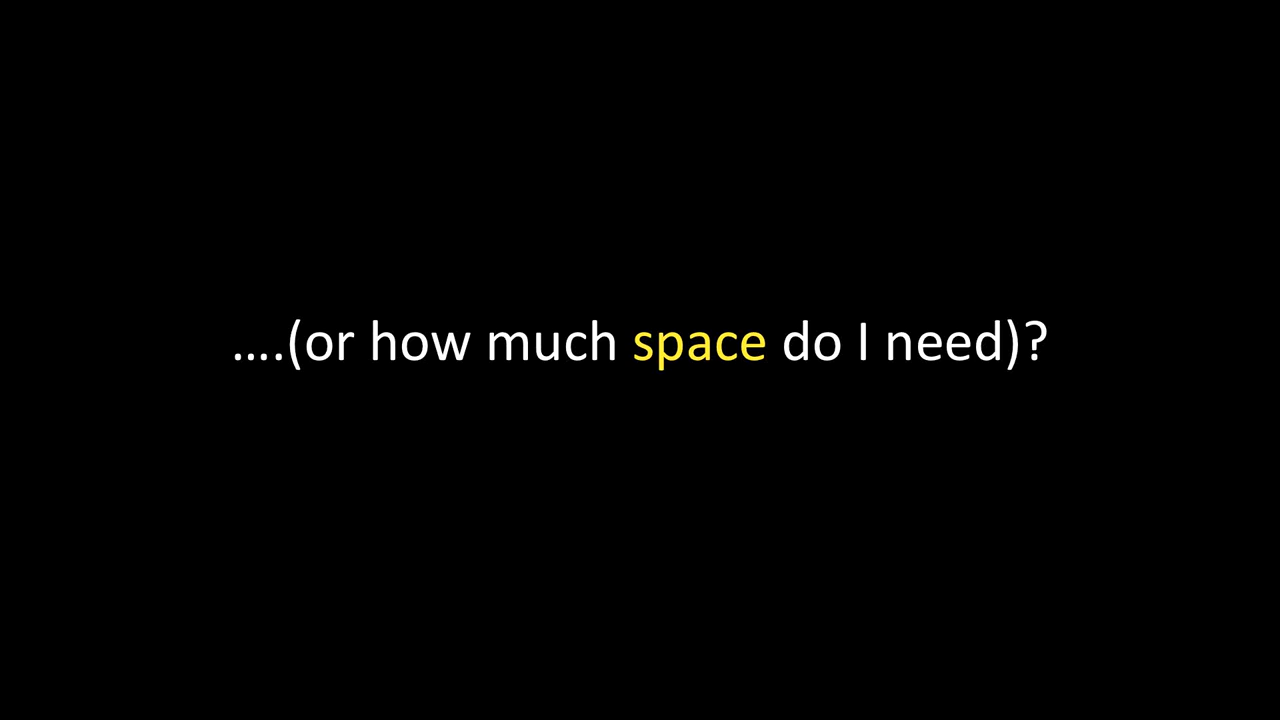 ….(or how much space do I need)?